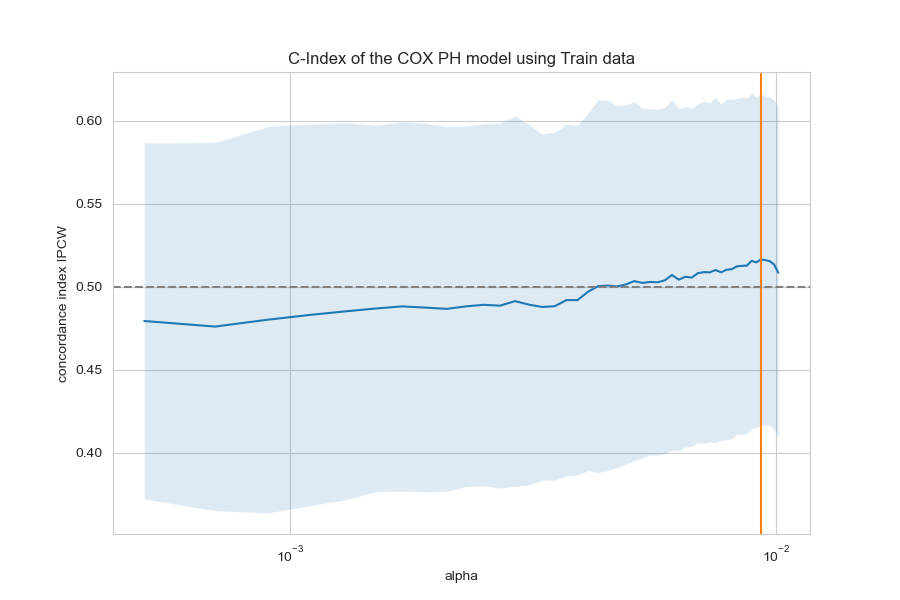 C-Index of the COX PH model using Train data
concordance index IPCW
0.60
0.55
0.50
0.45
0.40
10⁻³
10⁻²
alpha